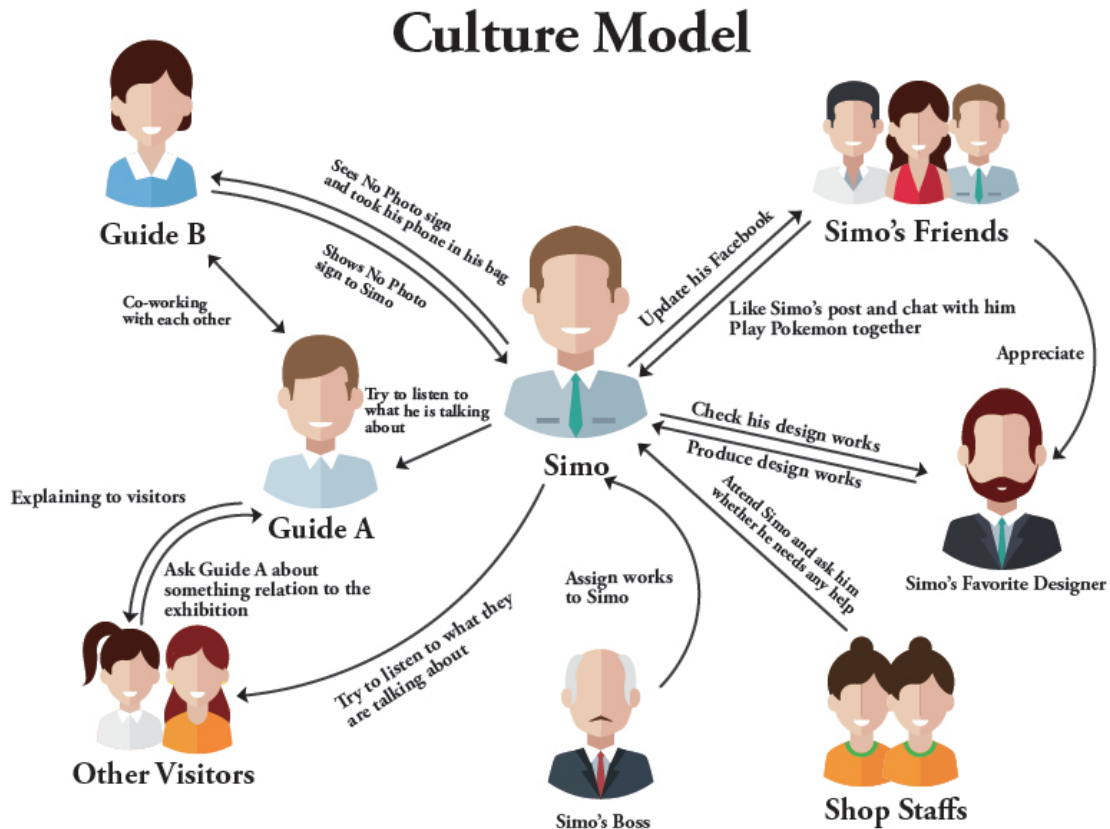 Culture Model
Guide B
Sees No Photo sign
and took his phone in his bag
Shows No Photo
sign to Simo
Co-working
with each other
Simo's Friends
Update his Facebook
Like Simo's post and chat with him
Play Pokemon together
Appreciate
Try to listen to
what he is talking
about
Simo
Check his design works
Produce design works
Simo's Favorite Designer
Explaining to visitors
Guide A
Ask Guide A about
something relation to the
exhibition
Other Visitors
Try to listen to what they
are talking about
Assign works
to Simo
Simo's Boss
Attend Simo and ask him
whether he needs any help
Shop Staffs